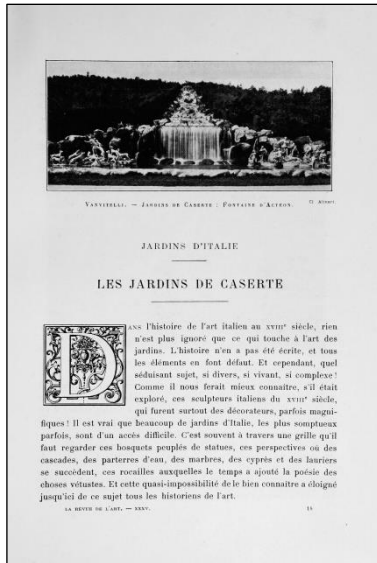 VANVITELLI. — JARDINS DE CASERTE : FONTAINE D'ACTÉON.
JARDINS D'ITALIE
LES JARDINS DE CASERTE
DANS l'histoire de l'art italien au XVIIIe siècle, rien
n'est plus ignoré que ce qui touche à l'art des
jardins. L'histoire n'en a pas été écrite, et tous
les éléments en font défaut. Et cependant, quel
séduisant sujet, si divers, si vivant, si complexe !
Comme il nous ferait mieux connaître, s'il était
exploré, ces sculpteurs italiens du XVIIIe siècle,
qui furent surtout des décorateurs, parfois magni-
fiques ! Il est vrai que beaucoup de jardins d'Italie, les plus somptueux
parfois, sont d'un accès difficile. C'est souvent à travers une grille qu'il
faut regarder ces bosquets peuplés de statues, ces perspectives où des
cascades, des parterres d'eau, des marbres, des cyprès et des lauriers
se succèdent, ces rocailles auxquelles le temps a ajouté la poésie des
choses vétustes. Et cette quasi-impossibilité de le bien connaître a éloigné
jusqu'ici de ce sujet tous les historiens de l'art.
LA REVUE DE L'ART. — XXXV.